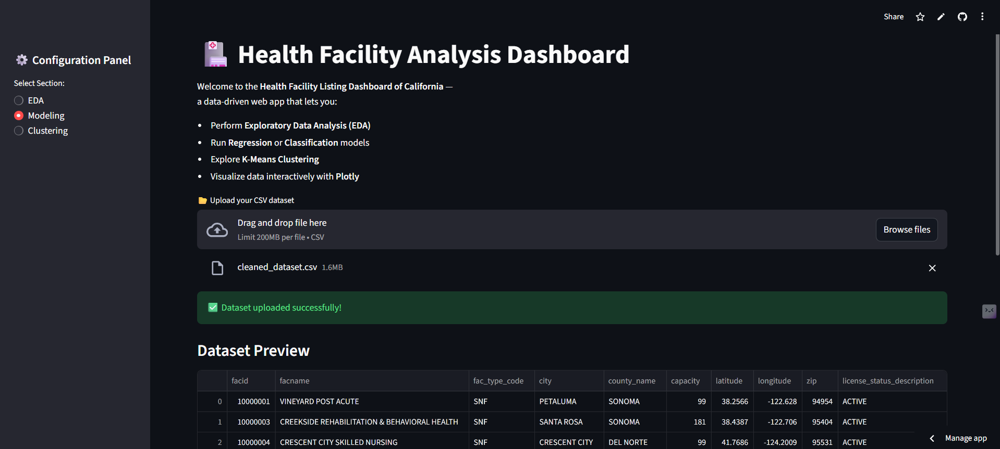 Share
Configuration Panel
Select Section:
EDA
Modeling
Clustering
Health Facility Analysis Dashboard
Welcome to the Health Facility Listing Dashboard of California —
a data-driven web app that lets you:
• Perform Exploratory Data Analysis (EDA)
• Run Regression or Classification models
• Explore K-Means Clustering
• Visualize data interactively with Plotly
Upload your CSV dataset
Drag and drop file here
Limit 200MB per file • CSV
Browse files
cleaned_dataset.csv 1.6MB
Dataset uploaded successfully!
Dataset Preview
facid facname fac_type_code city county_name capacity latitude longitude zip license_status_description
0 10000001 VINEYARD POST ACUTE SNF PETALUMA SONOMA 99 38.2566 -122.628 94954 ACTIVE
1 10000003 CREEKSIDE REHABILITATION & BEHAVIORAL HEALTH SNF SANTA ROSA SONOMA 181 38.4387 -122.706 95404 ACTIVE
2 10000004 CRESCENT CITY SKILLED NURSING SNF CRESCENT CITY DEL NORTE 99 41.7686 -124.2009 95531 ACTIVE
Manage app